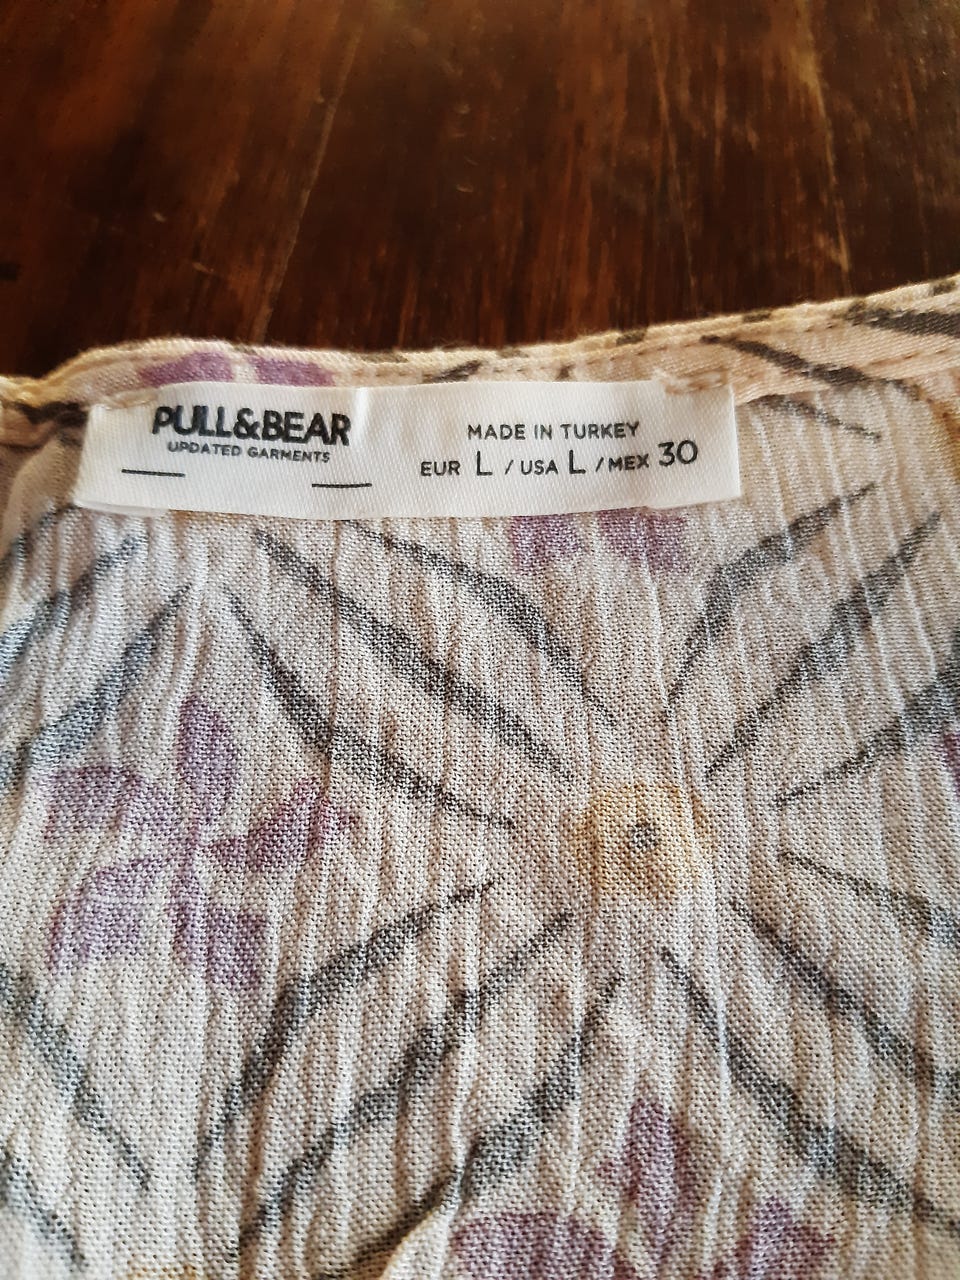 PULL&BEAR
UPDATED GARMENTS
MADE IN TURKEY
EUR L / USA L / MEX 30